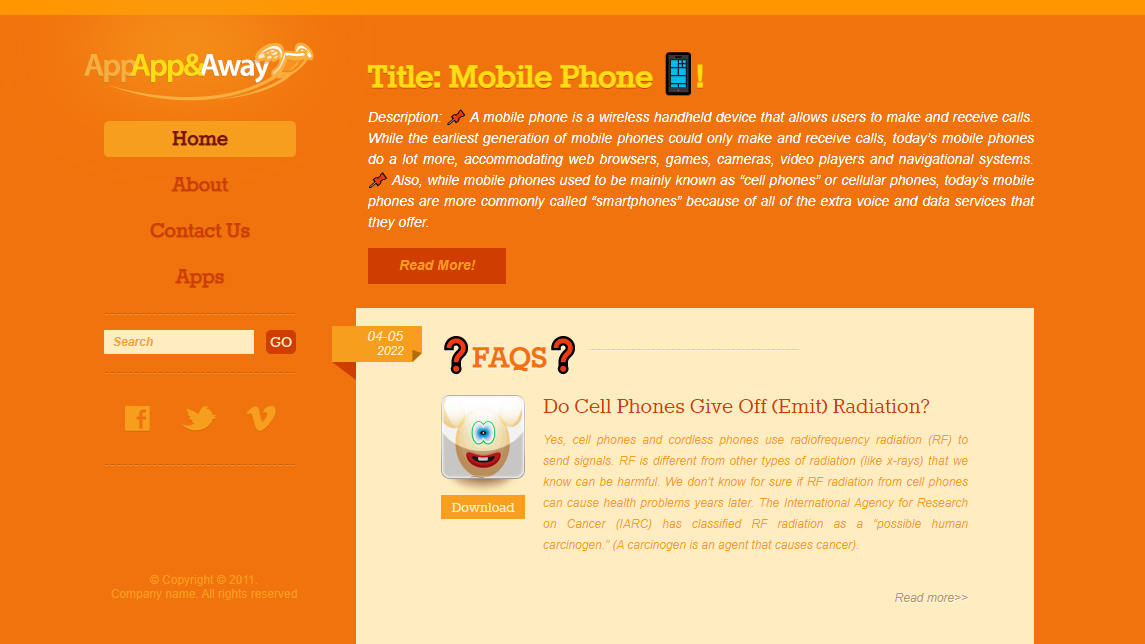 AppApp&Away
Home
About
Contact Us
Apps
Search
GO
© Copyright © 2011.
Company name. All rights reserved
Title: Mobile Phone 📱!
Description: 📌 A mobile phone is a wireless handheld device that allows users to make and receive calls.
While the earliest generation of mobile phones could only make and receive calls, today’s mobile phones
do a lot more, accommodating web browsers, games, cameras, video players and navigational systems.
📌 Also, while mobile phones used to be mainly known as “cell phones” or cellular phones, today’s mobile
phones are more commonly called “smartphones” because of all of the extra voice and data services that
they offer.
Read More!
04-05
2022
❓FAQS❓
Do Cell Phones Give Off (Emit) Radiation?
Yes, cell phones and cordless phones use radiofrequency radiation (RF) to
send signals. RF is different from other types of radiation (like x-rays) that we
know can be harmful. We don’t know for sure if RF radiation from cell phones
can cause health problems years later. The International Agency for Research
on Cancer (IARC) has classified RF radiation as a “possible human
carcinogen.” (A carcinogen is an agent that causes cancer).
Download
Read more>>